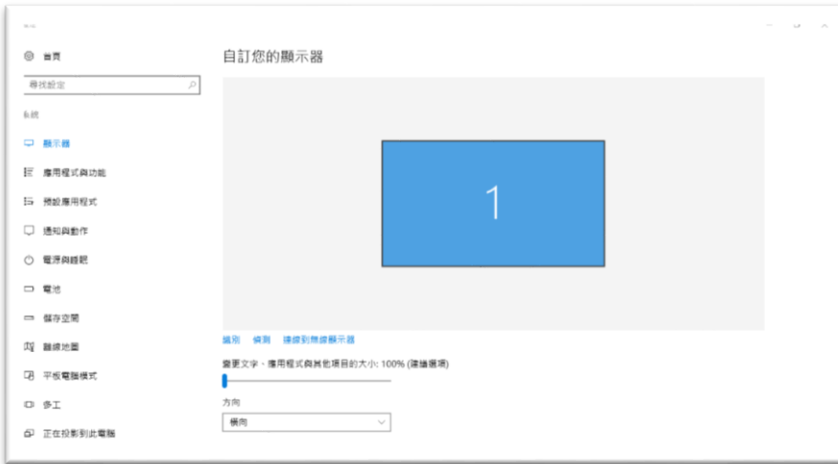 首頁
自訂您的顯示器
尋找設定
系統
顯示器
應用程式與功能
預設應用程式
通知與動作
電源與睡眠
電池
儲存空間
離線地圖
平板電腦模式
多工
正在投影到此電腦
1
識別 偵測 連線到無線顯示器
變更文字、應用程式與其他項目的大小: 100% (建議選項)
方向
橫向